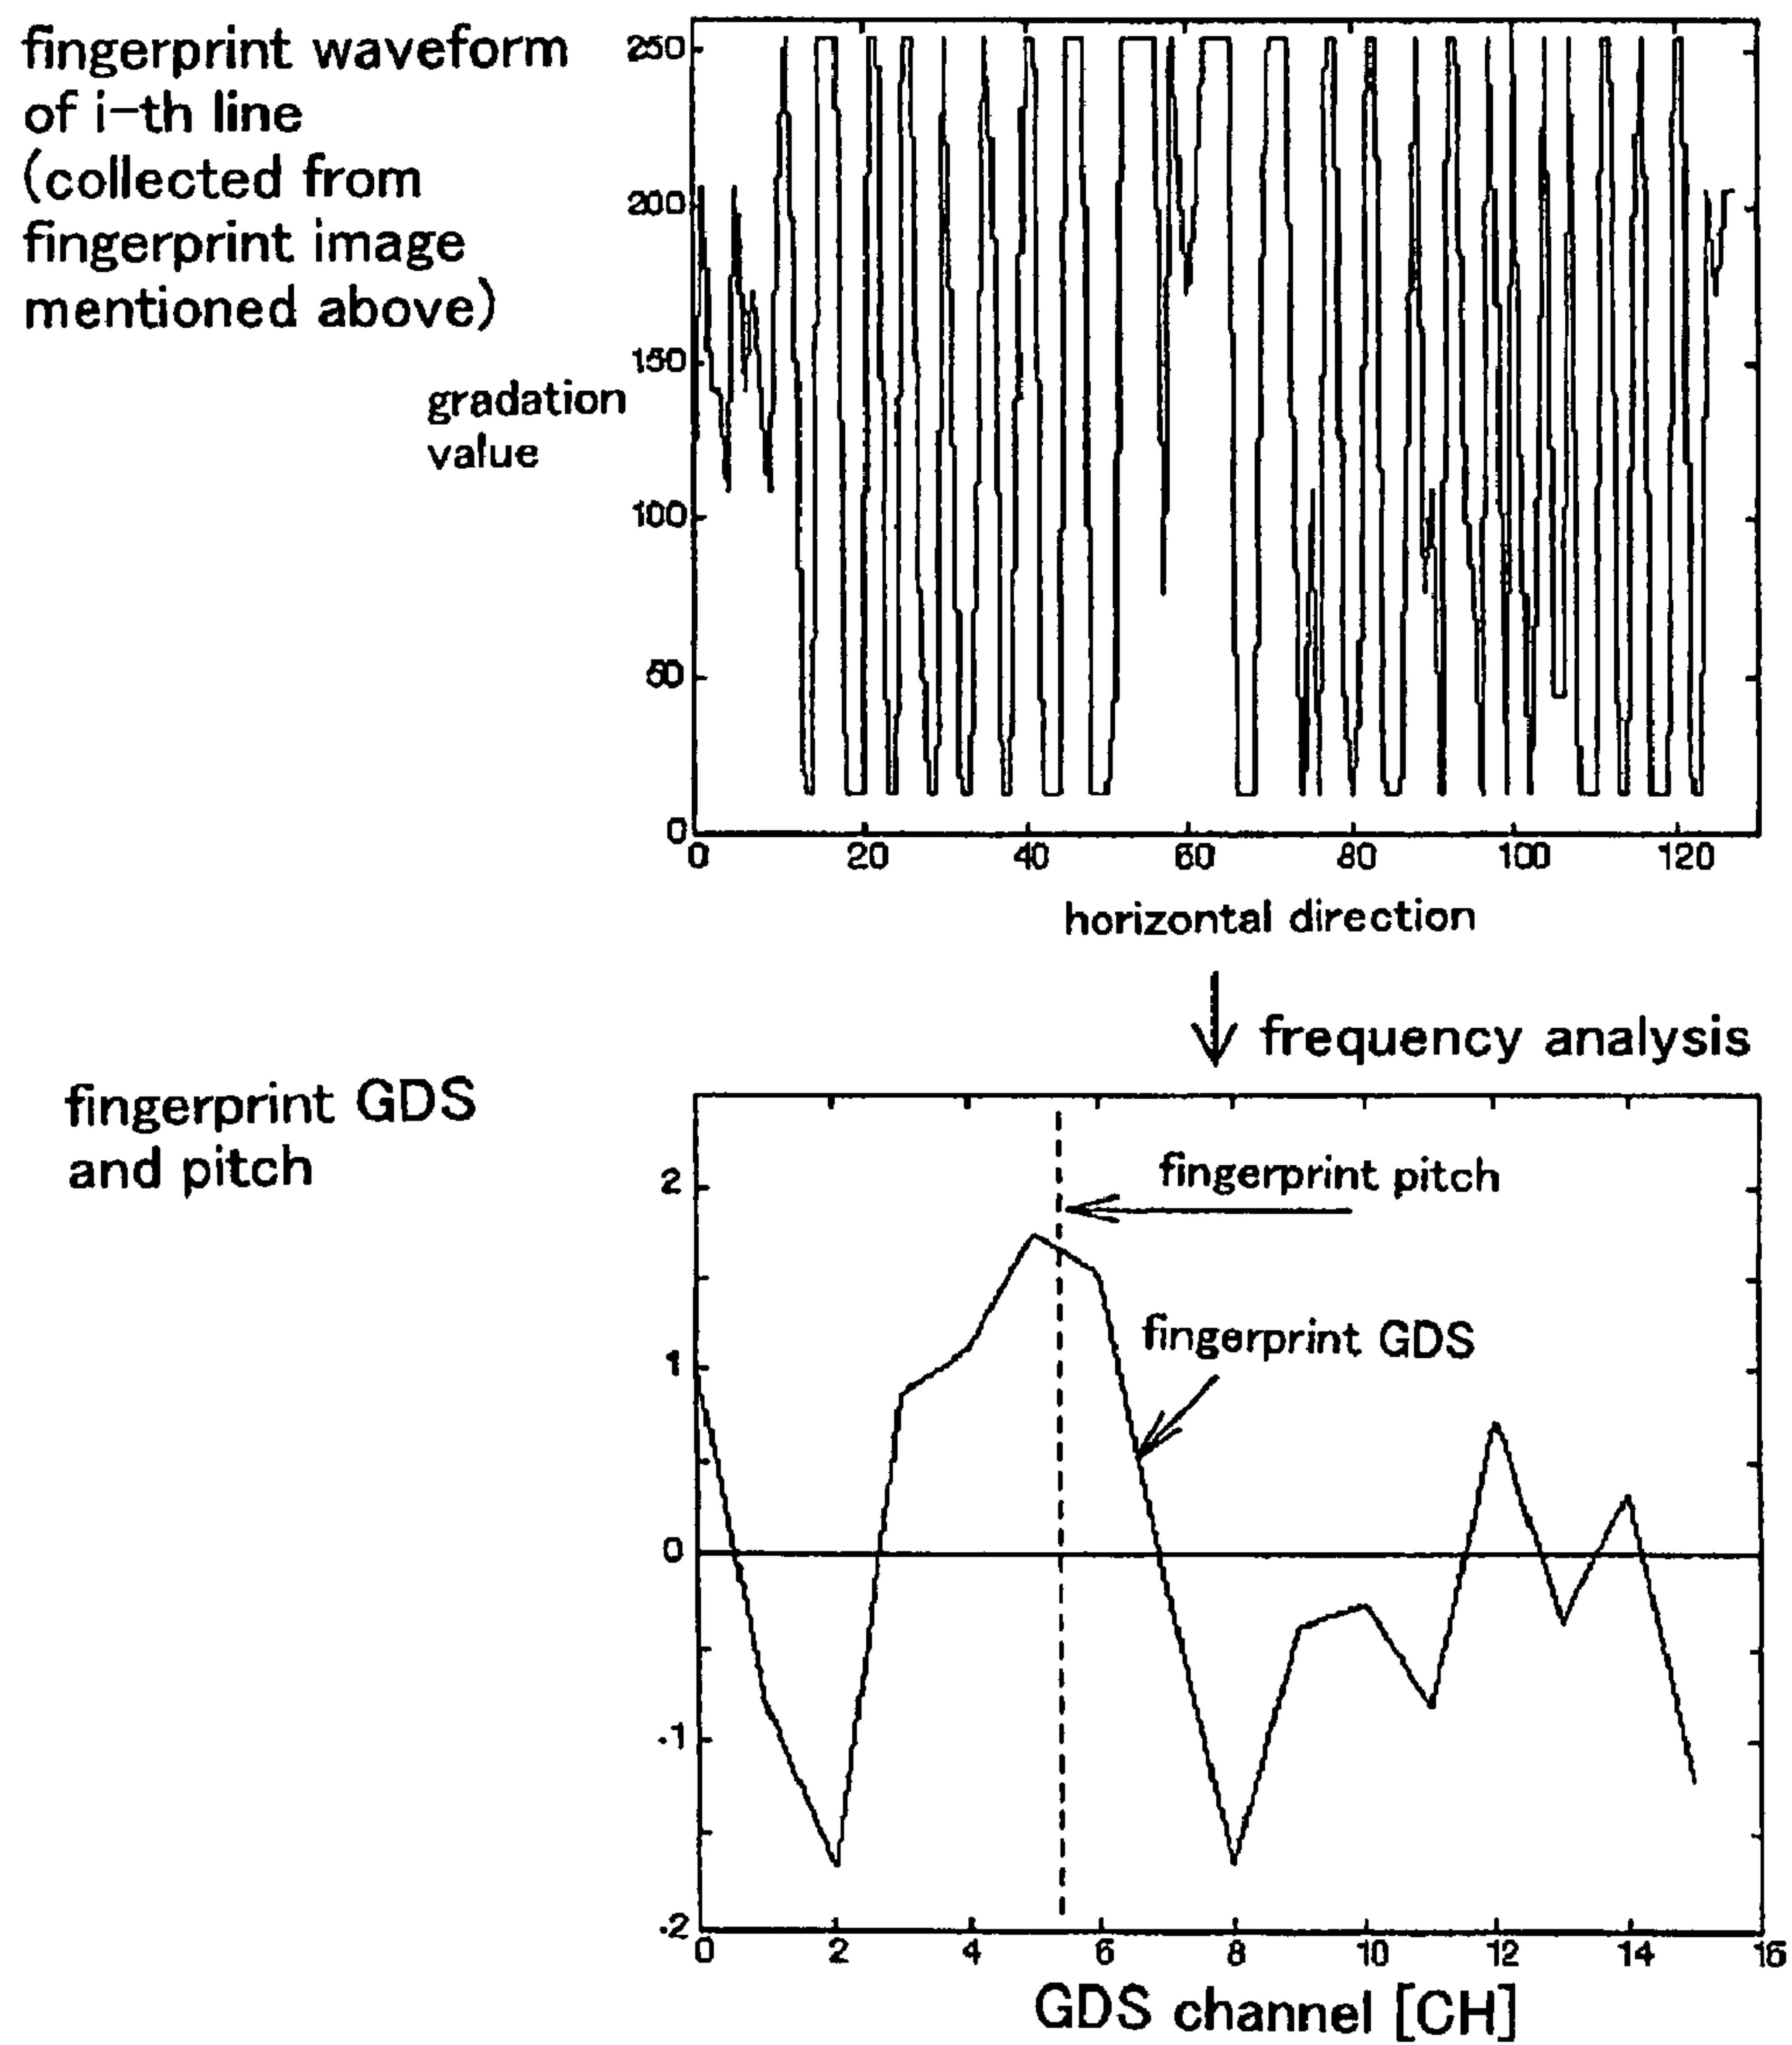 fingerprint waveform
of i-th line
(collected from
fingerprint image
mentioned above)
gradation
value
250
200
150
100
50
0
0 20 40 60 80 100 120
horizontal direction
frequency analysis
fingerprint GDS
and pitch
fingerprint pitch
fingerprint GDS
2
1
0
-1
-2
0 2 4 6 8 10 12 14 16
GDS channel [CH]